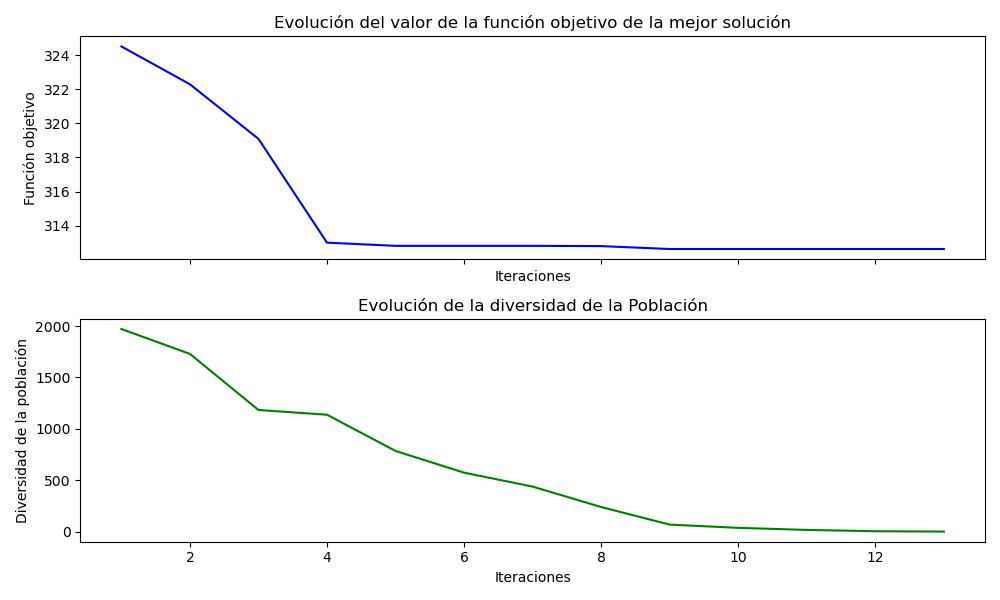 Evolución del valor de la función objetivo de la mejor solución
Función objetivo
324
322
320
318
316
314
Iteraciones
Evolución de la diversidad de la Población
Diversidad de la población
2000
1500
1000
500
0
2
4
6
8
10
12
Iteraciones